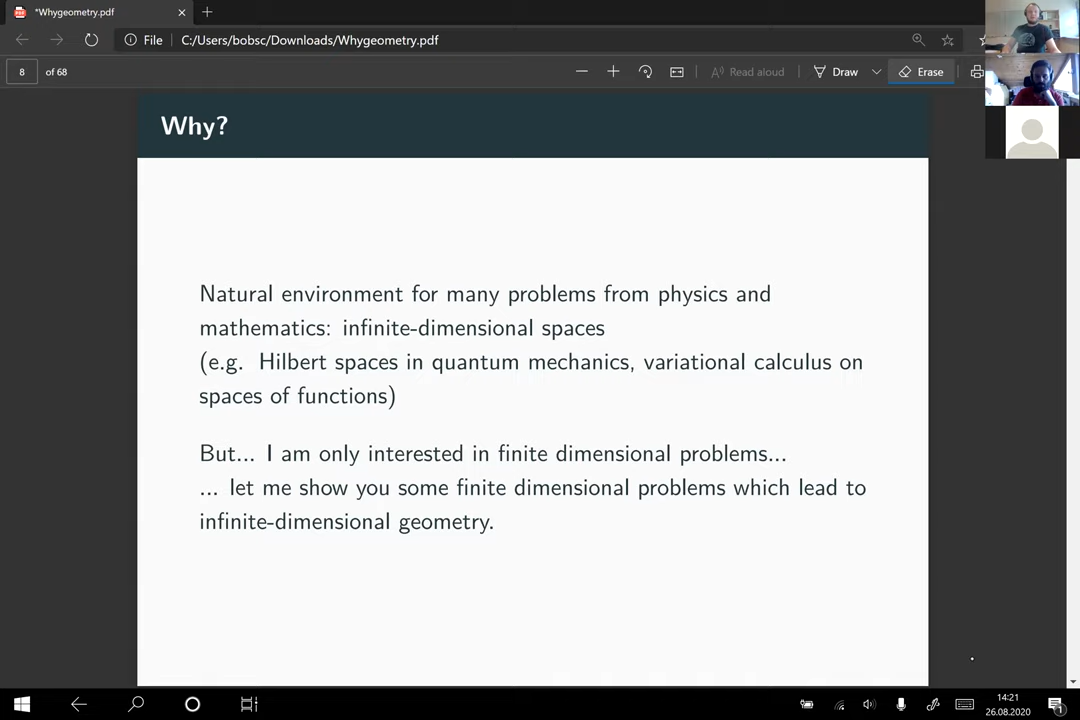 *Whygeometry.pdf
File C:/Users/bobsc/Downloads/Whygeometry.pdf
8 of 68 Read aloud Draw Erase
Why?
Natural environment for many problems from physics and
mathematics: infinite-dimensional spaces
(e.g. Hilbert spaces in quantum mechanics, variational calculus on
spaces of functions)
But... I am only interested in finite dimensional problems...
... let me show you some finite dimensional problems which lead to
infinite-dimensional geometry.
14:21
26.08.2020